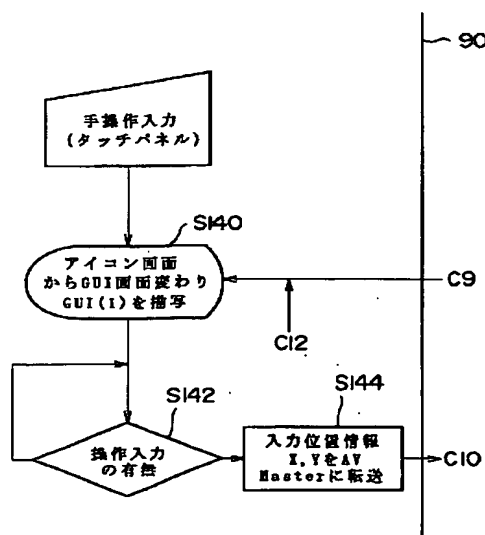 90
手操作入力
(タッチパネル)
S140
アイコン画面
からGUI画面変わり
GUI(1)を描写
C9
C12
S142
S144
操作入力
の有無
入力位置情報
X,YをAV
Masterに転送
C10